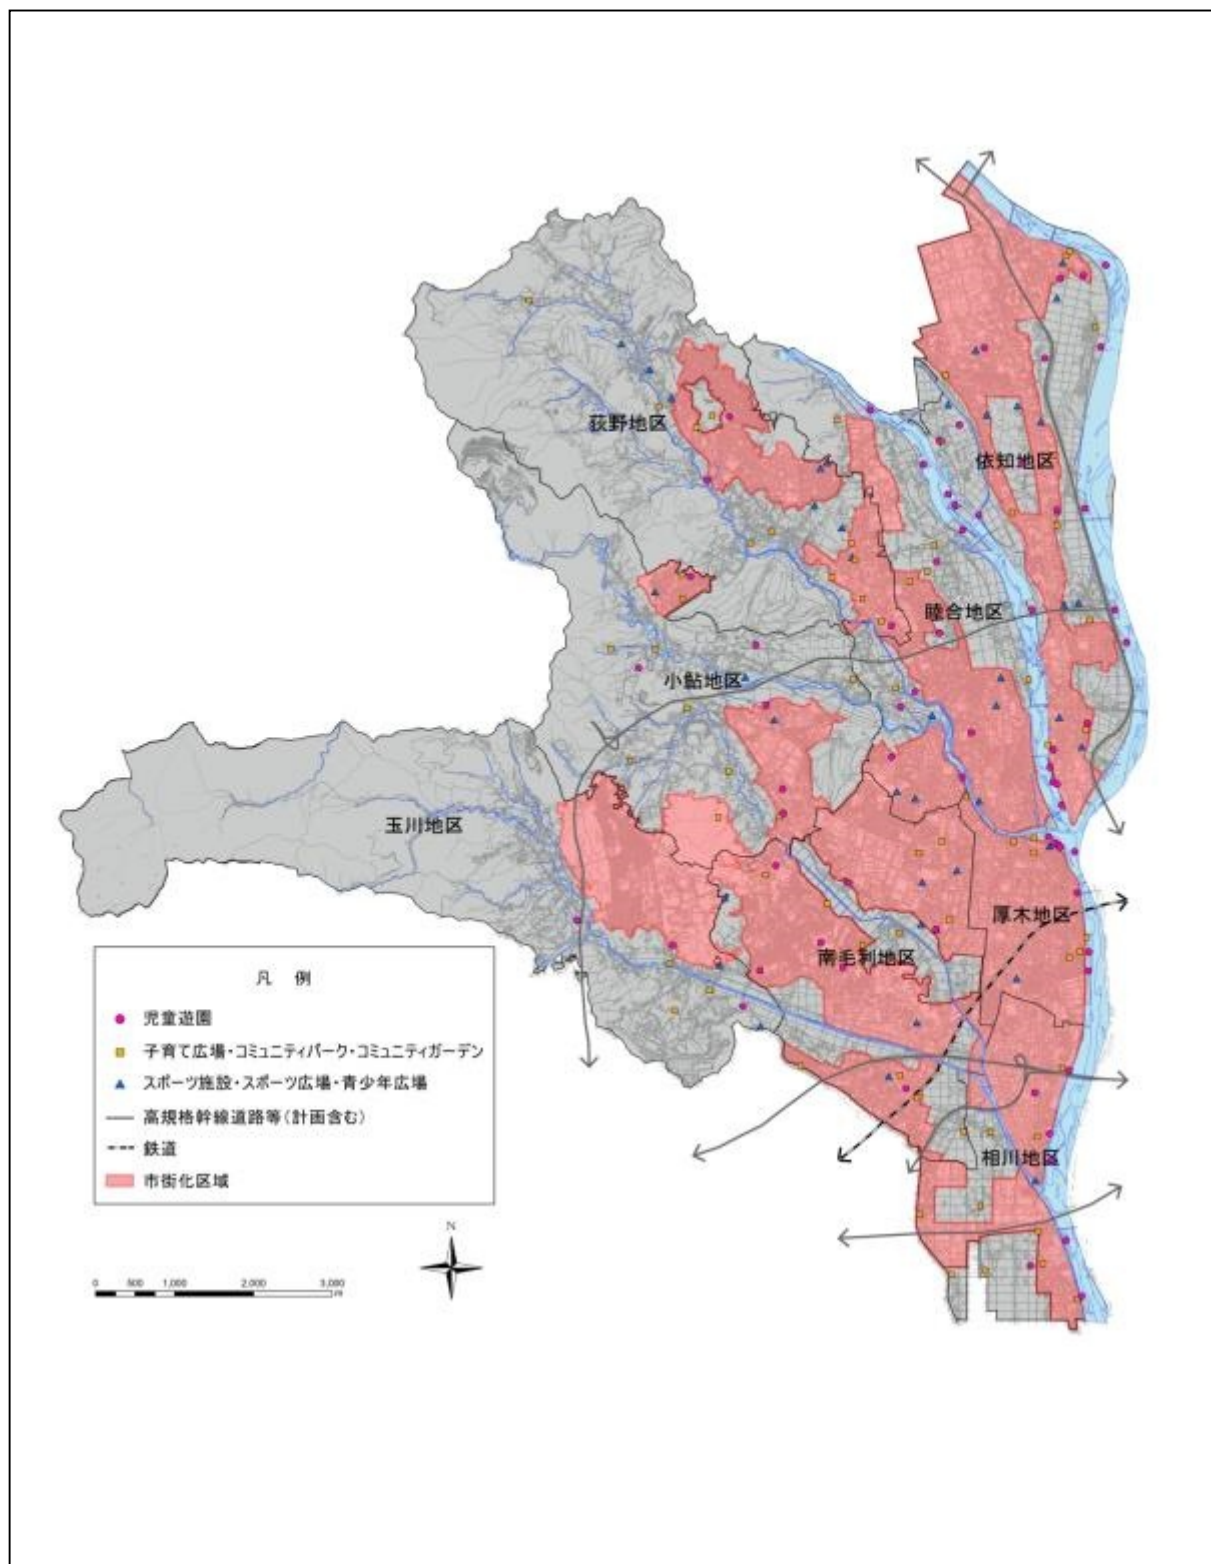 荻野地区
依知地区
睦合地区
小鮎地区
玉川地区
厚木地区
南毛利地区
相川地区
凡 例
児童遊園
子育て広場・コミュニティパーク・コミュニティガーデン
スポーツ施設・スポーツ広場・青少年広場
高規格幹線道路等(計画含む)
鉄道
市街化区域
N
0 500 1,000 2,000 3,000
m